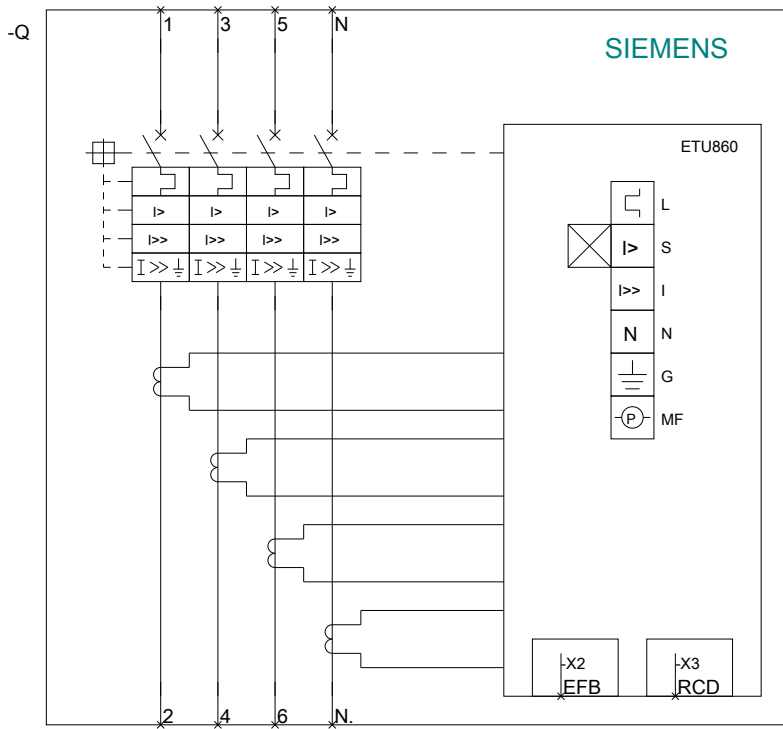 -Q
1 3 5 N
SIEMENS
ETU860
L
I> I> I> I>
I> S
I>> I>> I>> I>>
I>> I
I >> I >> I >> I >>
N N
G
P MF
-X2 -X3
EFB RCD
2 4 6 N.